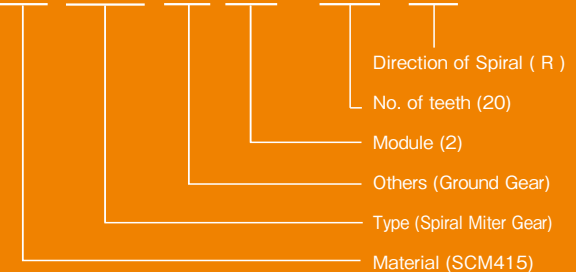 Direction of Spiral ( R )
No. of teeth (20)
Module (2)
Others (Ground Gear)
Type (Spiral Miter Gear)
Material (SCM415)